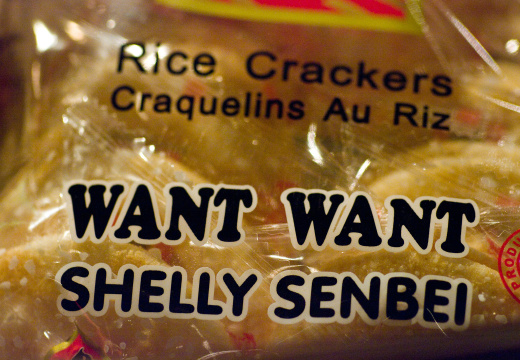 Rice Crackers
Craquelins Au Riz
WANT WANT
SHELLY SENBEI